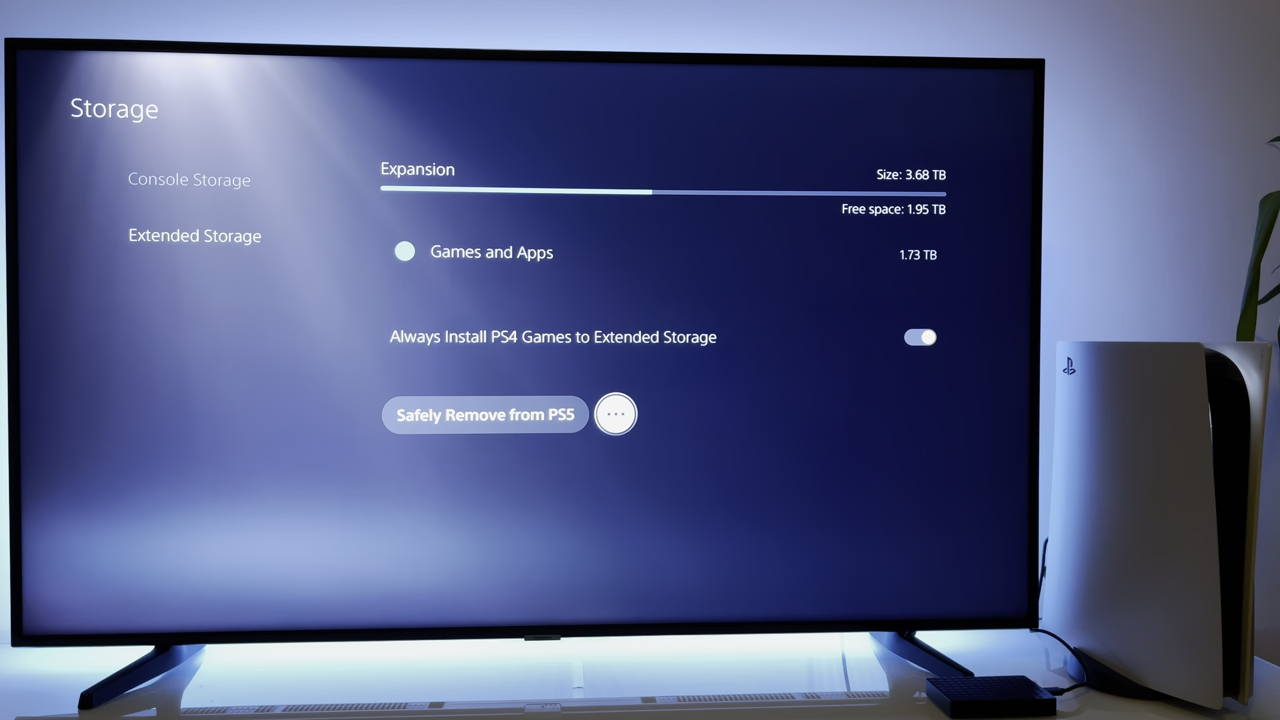 Storage
Console Storage
Extended Storage
Expansion
Size: 3.68 TB
Free space: 1.95 TB
Games and Apps
1.73 TB
Always Install PS4 Games to Extended Storage
Safely Remove from PS5
...